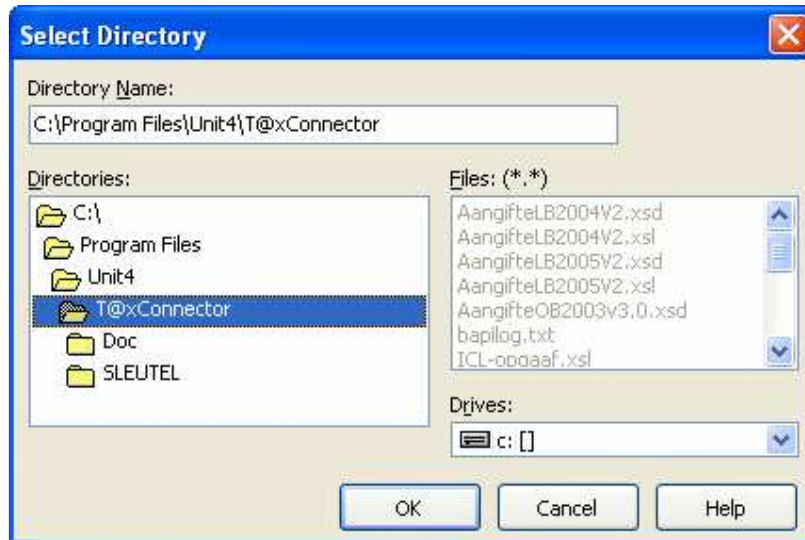 Select Directory
Directory Name:
C:\Program Files\Unit4\T@xConnector
Directories:
C:\
Program Files
Unit4
T@xConnector
Doc
SLEUTEL
Files: (*.*)
AangifteLB2004V2.xsd
AangifteLB2004V2.xsl
AangifteLB2005V2.xsd
AangifteLB2005V2.xsl
AangifteOB2003v3.0.xsd
bapilog.txt
ICL-opgaaf.xsl
Drives:
c: []
OK
Cancel
Help